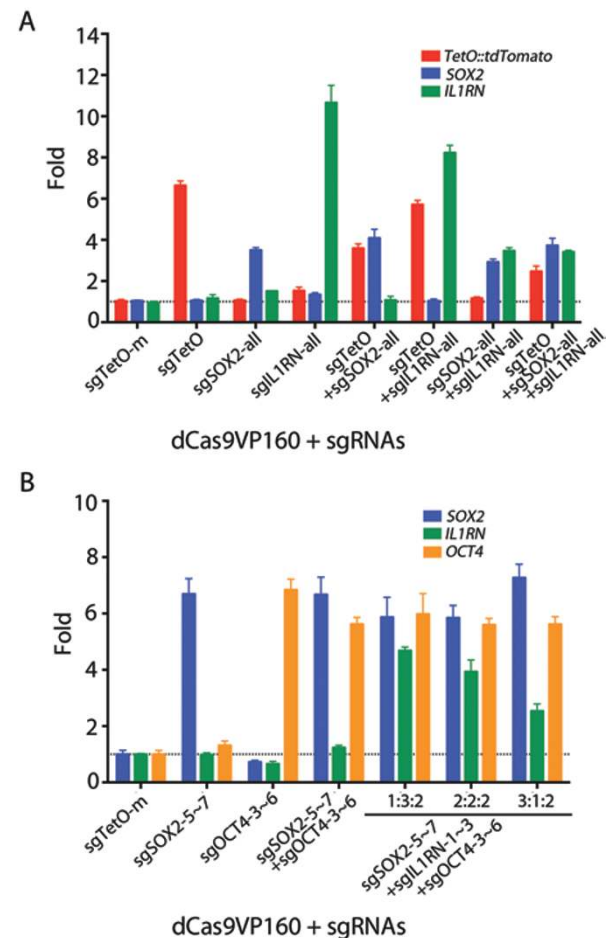 A
14
12
10
8
6
4
2
0
Fold
TetO::tdTomato
SOX2
IL1RN
sgTetO-m
sgTetO
sgSOX2-all
sgIL1RN-all
sgTetO
+sgSOX2-all
sgTetO
+sgIL1RN-all
sgSOX2-all
+sgIL1RN-all
sgTetO
+sgSOX2-all
+sgIL1RN-all
dCas9VP160 + sgRNAs
B
10
8
6
4
2
0
Fold
SOX2
IL1RN
OCT4
1:3:2 2:2:2 3:1:2
sgTetO-m
sgSOX2-5~7
sgOCT4-3~6
sgSOX2-5~7
+sgOCT4-3~6
sgSOX2-5~7
+sgIL1RN-1~3
+sgOCT4-3~6
dCas9VP160 + sgRNAs